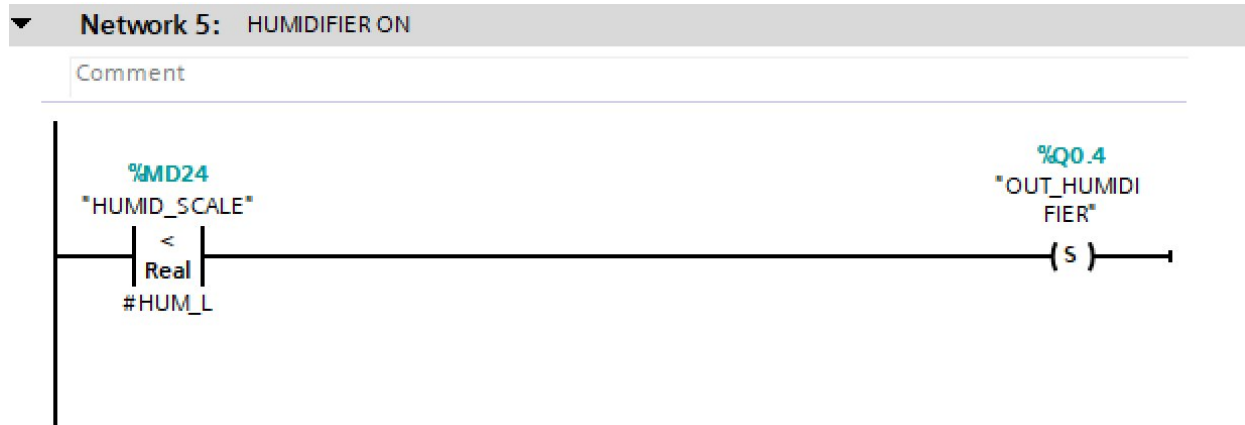 Network 5: HUMIDIFIER ON
Comment
%MD24
"HUMID_SCALE"
<
Real
#HUM_L
%Q0.4
"OUT_HUMIDI
FIER"
( S )